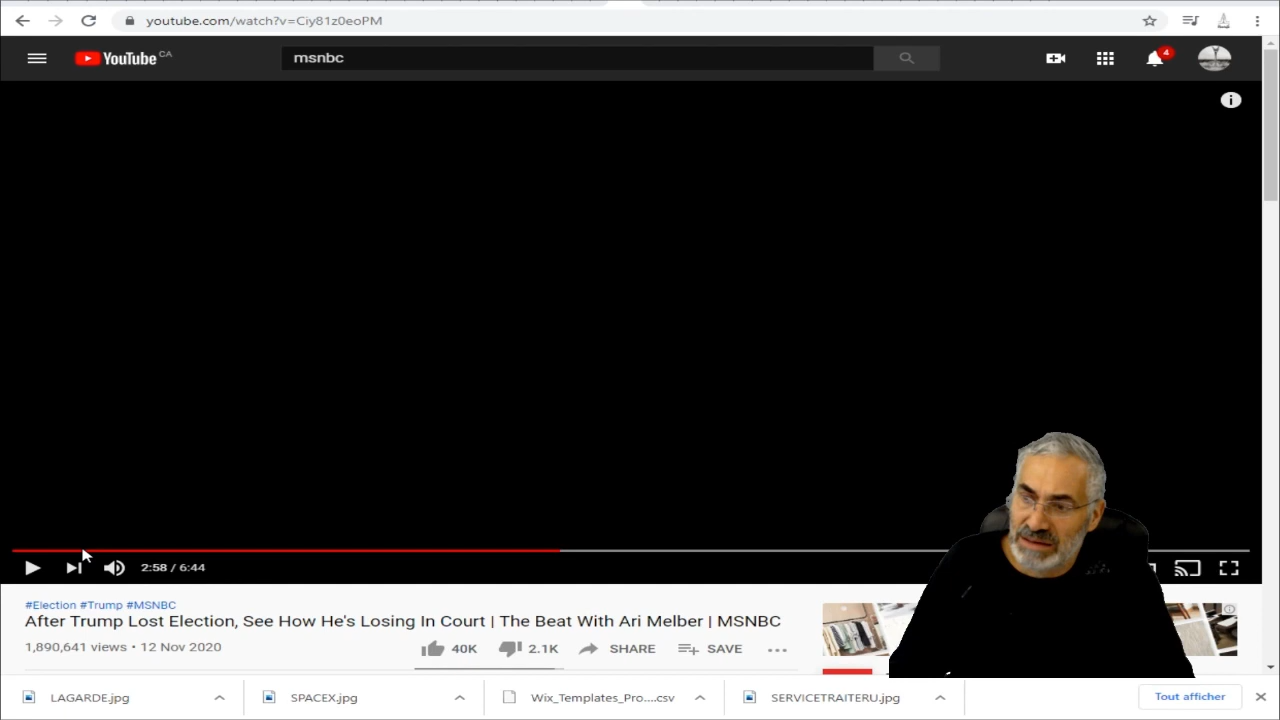 youtube.com/watch?v=Ciy81z0eoPM
YouTube CA
msnbc
4
2:58 / 6:44
#Election #Trump #MSNBC
After Trump Lost Election, See How He's Losing In Court | The Beat With Ari Melber | MSNBC
1,890,641 views • 12 Nov 2020
40K 2.1K SHARE SAVE
LAGARDE.jpg SPACEX.jpg Wix_Templates_Pro....csv SERVICETRAITERU.jpg Tout afficher